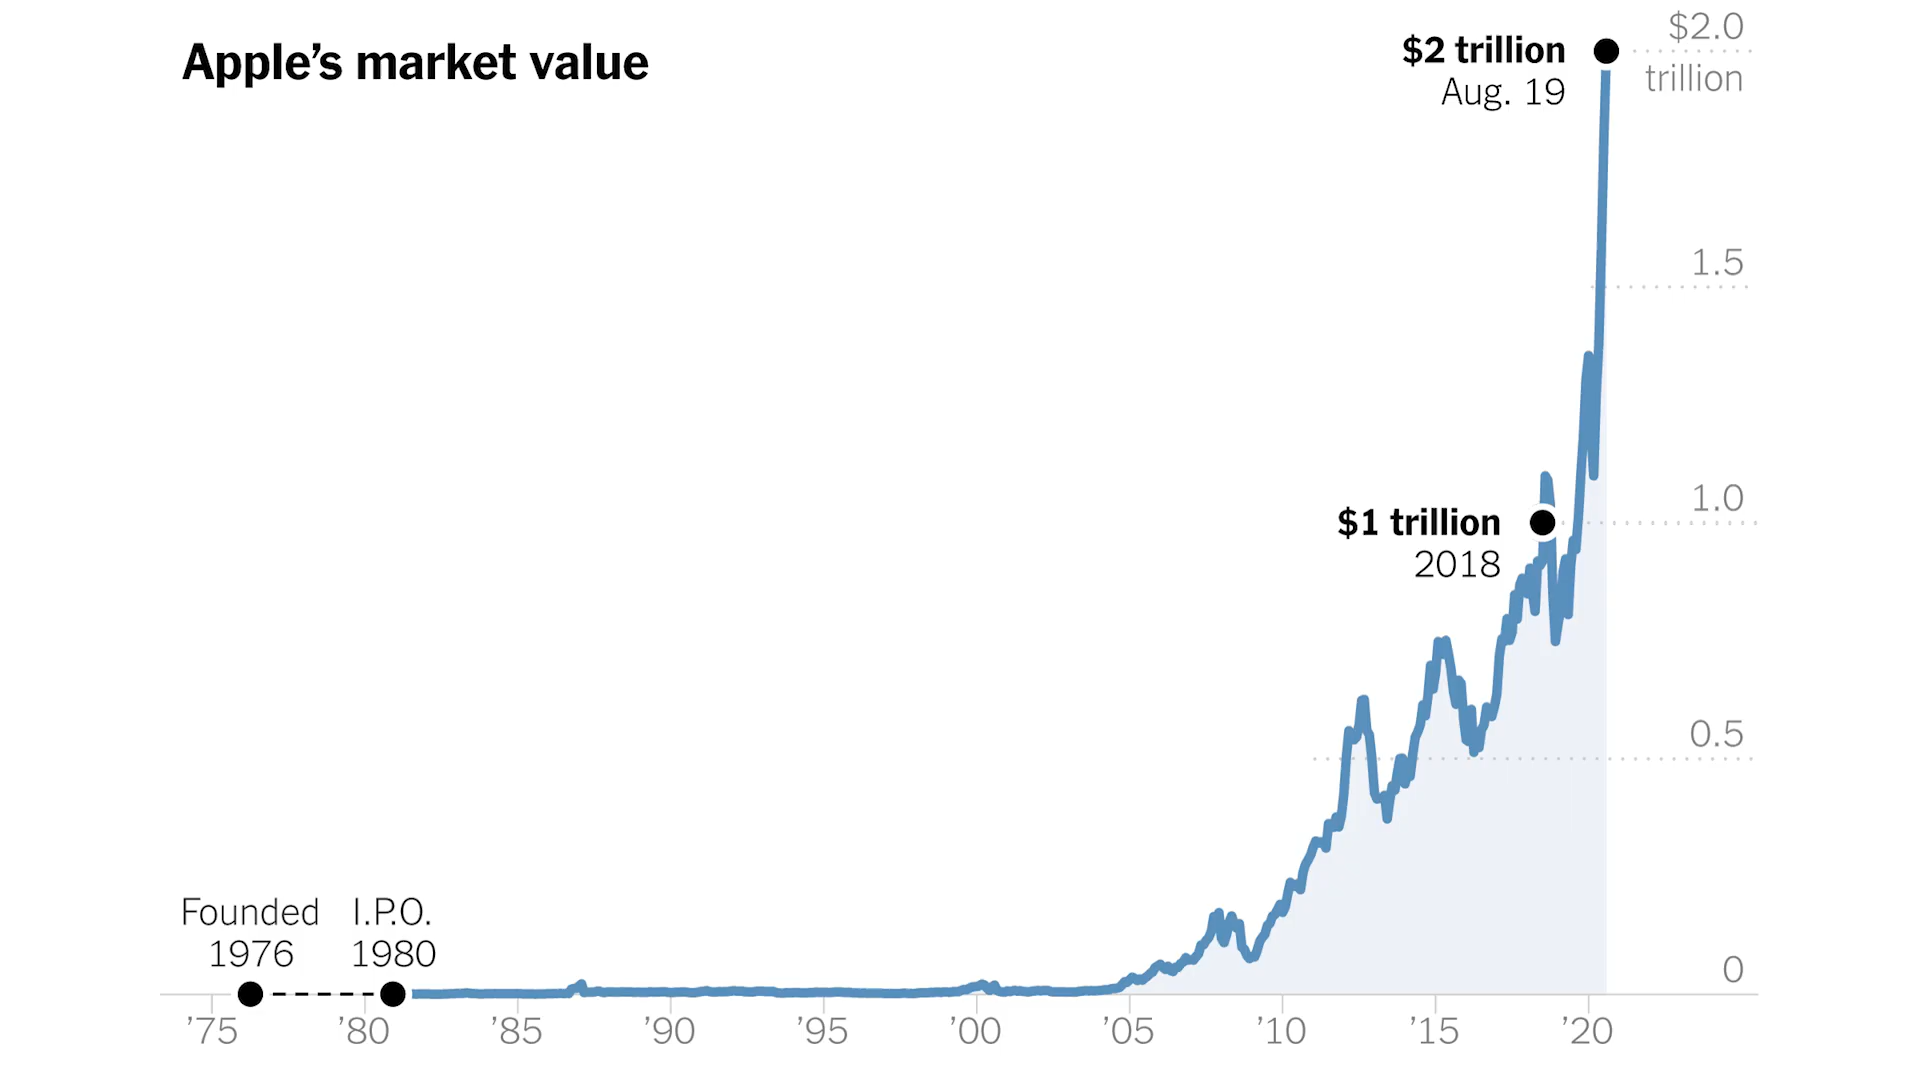 Apple’s market value
$2 trillion
Aug. 19
$2.0
trillion
1.5
$1 trillion
2018
1.0
0.5
Founded
1976
I.P.O.
1980
0
’75 ’80 ’85 ’90 ’95 ’00 ’05 ’10 ’15 ’20